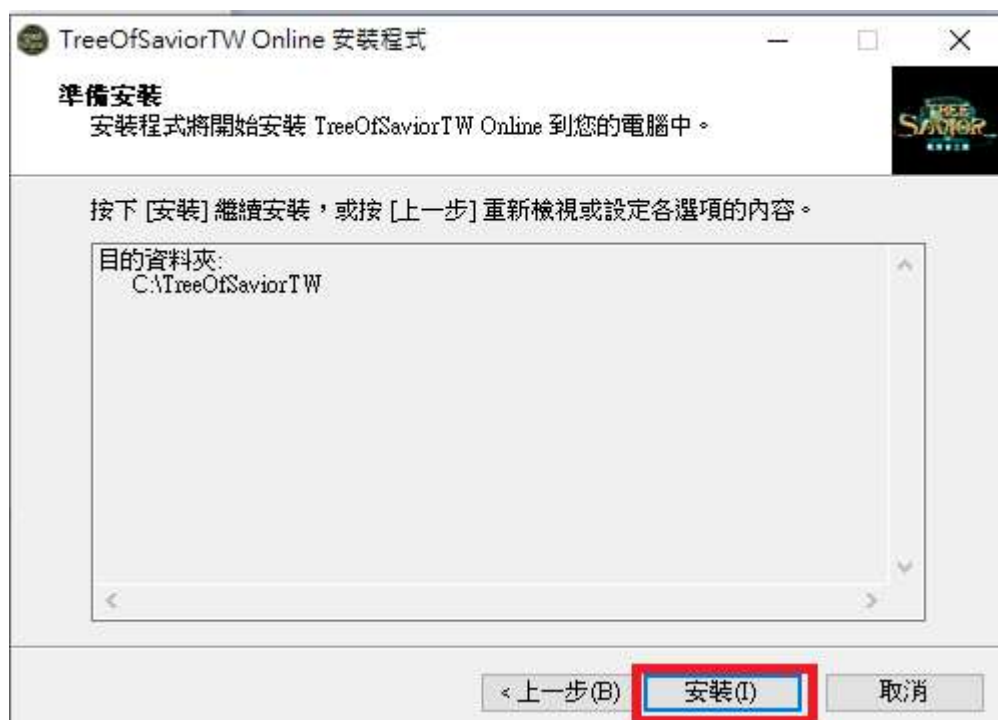 TreeOfSaviorTW Online 安裝程式
準備安裝
安裝程式將開始安裝 TreeOfSaviorTW Online 到您的電腦中。
TREE
SAVIOR
按下 [安裝] 繼續安裝，或按 [上一步] 重新檢視或設定各選項的內容。
目的資料夾:
C:\TreeOfSaviorTW
< 上一步(B)
安裝(I)
取消